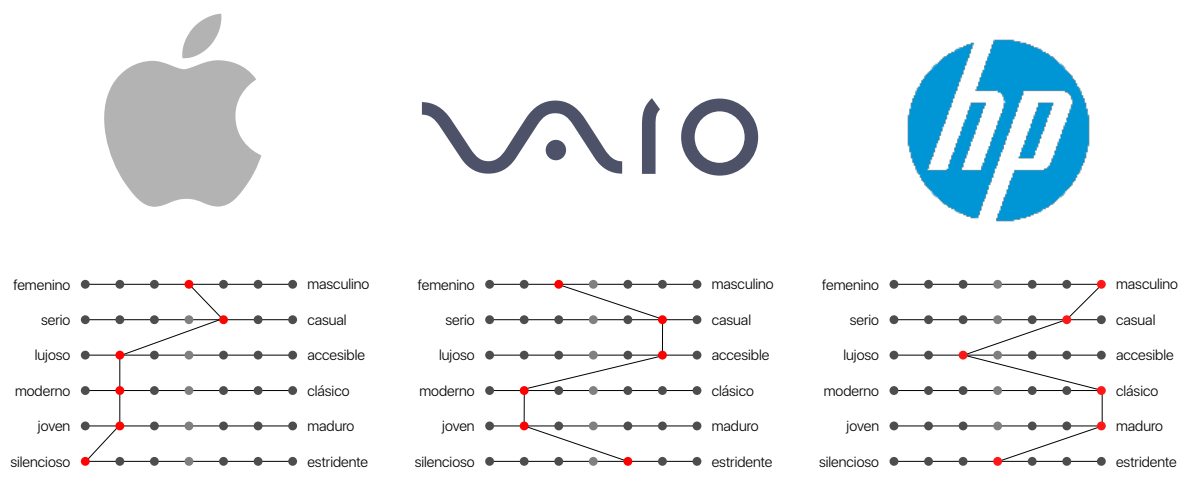 VAIO
hp
femenino masculino femenino masculino femenino masculino
serio casual serio casual serio casual
lujoso accesible lujoso accesible lujoso accesible
moderno clásico moderno clásico moderno clásico
joven maduro joven maduro joven maduro
silencioso estridente silencioso estridente silencioso estridente